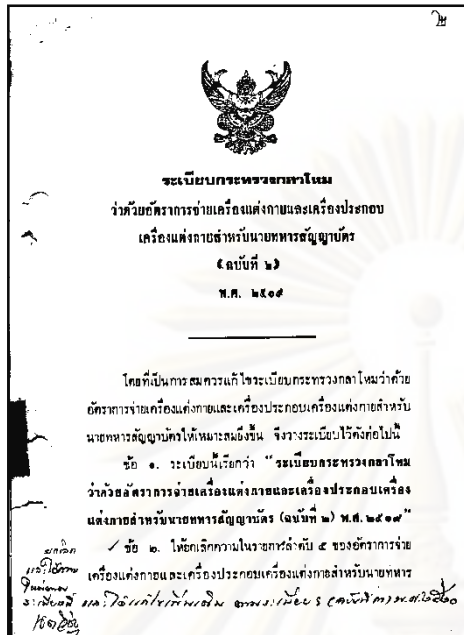 ระเบียบกระทรวงกลาโหม
ว่าด้วยอัตราการจ่ายเครื่องแต่งกายและเครื่องประกอบ
เครื่องแต่งกายสำหรับนายทหารสัญญาบัตร
(ฉบับที่ ๒)
พ.ศ. ๒๕๑๙
โดยที่เป็นการสมควรแก้ไขระเบียบกระทรวงกลาโหมว่าด้วย
อัตราการจ่ายเครื่องแต่งกายและเครื่องประกอบเครื่องแต่งกายสำหรับ
นายทหารสัญญาบัตรให้เหมาะสมยิ่งขึ้น จึงวางระเบียบไว้ดังต่อไปนี้
ข้อ ๑. ระเบียบนี้เรียกว่า "ระเบียบกระทรวงกลาโหม
ว่าด้วยอัตราการจ่ายเครื่องแต่งกายและเครื่องประกอบเครื่อง
แต่งกายสำหรับนายทหารสัญญาบัตร (ฉบับที่ ๒) พ.ศ. ๒๕๑๙"
ข้อ ๒. ให้ยกเลิกความในรายการลำดับ ๕ ของอัตราการจ่าย
เครื่องแต่งกายและเครื่องประกอบเครื่องแต่งกายสำหรับนายทหาร
ยกเลิก
และใช้ความ